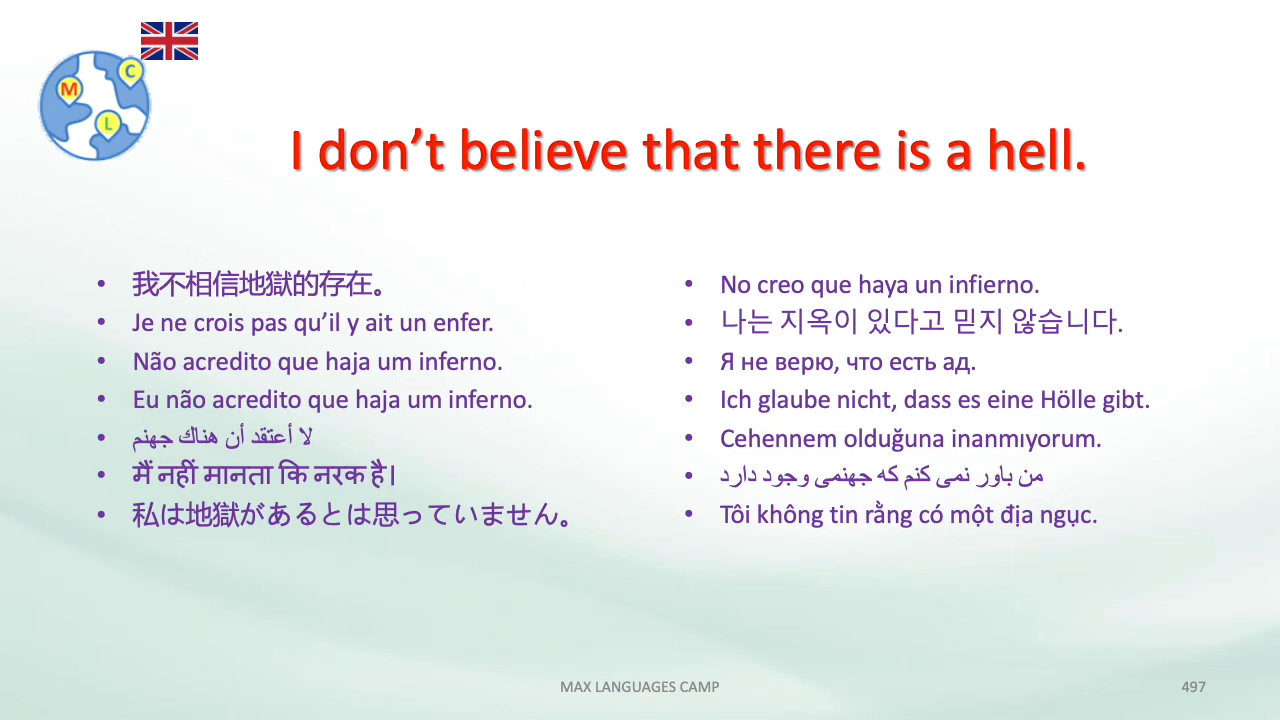 M
C
L
I don’t believe that there is a hell.
• 我不相信地獄的存在。
• Je ne crois pas qu’il y ait un enfer.
• Não acredito que haja um inferno.
• Eu não acredito que haja um inferno.
• لا أعتقد أن هناك جهنم
• मैं नहीं मानता कि नरक है।
• 私は地獄があるとは思っていません。
• No creo que haya un infierno.
• 나는 지옥이 있다고 믿지 않습니다.
• Я не верю, что есть ад.
• Ich glaube nicht, dass es eine Hölle gibt.
• Cehennem olduğuna inanmıyorum.
• من باور نمی کنم که جهنمی وجود دارد
• Tôi không tin rằng có một địa ngục.
MAX LANGUAGES CAMP
497